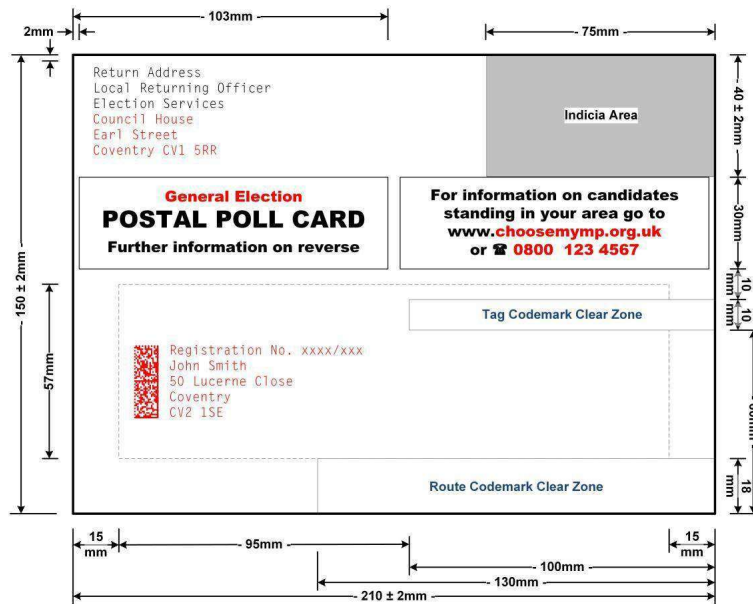 103mm
2mm
75mm
Return Address
Local Returning Officer
Election Services
Council House
Earl Street
Coventry CV1 5RR
Indicia Area
40 ± 2mm
General Election
POSTAL POLL CARD
Further information on reverse
For information on candidates
standing in your area go to
www.choosemymp.org.uk
or ☎ 0800 123 4567
30mm
150 ± 2mm
10
mm
10
mm
Tag Codemark Clear Zone
57mm
Registration No. xxxx/xxx
John Smith
50 Lucerne Close
Coventry
CV2 1SE
Route Codemark Clear Zone
18
mm
15
mm
95mm
15
mm
100mm
130mm
210 ± 2mm